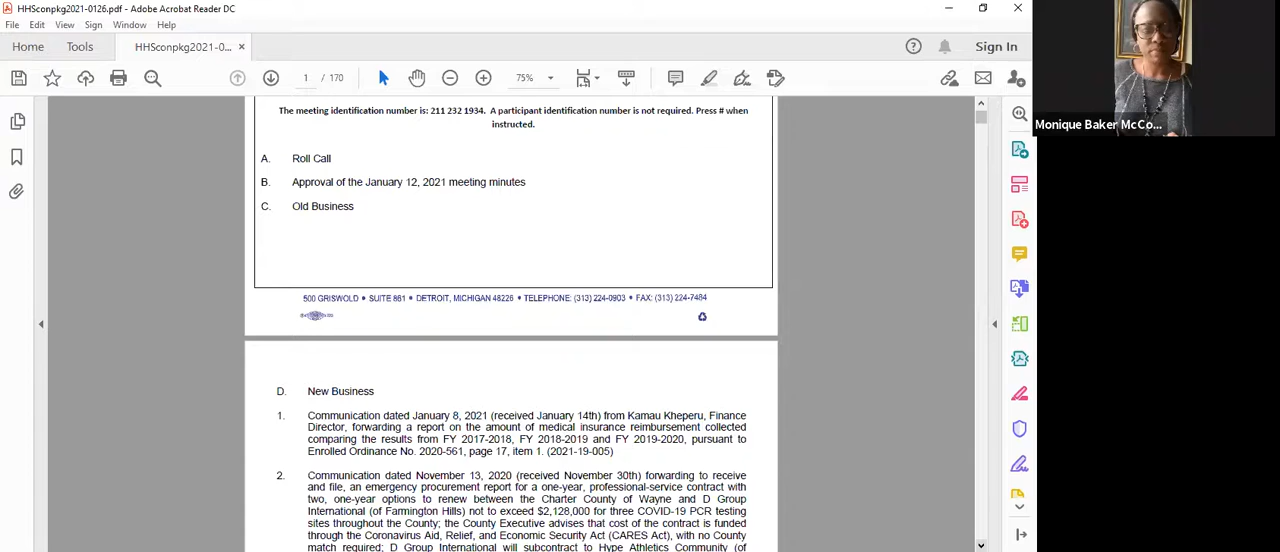 HHSconpkg2021-0126.pdf - Adobe Acrobat Reader DC
File Edit View Sign Window Help
Home Tools HHSconpkg2021-0... × Sign In
1 / 170 75%
The meeting identification number is: 211 232 1934. A participant identification number is not required. Press # when
instructed.
A. Roll Call
B. Approval of the January 12, 2021 meeting minutes
C. Old Business
500 GRISWOLD • SUITE 861 • DETROIT, MICHIGAN 48226 • TELEPHONE: (313) 224-0903 • FAX: (313) 224-7484
D. New Business
1. Communication dated January 8, 2021 (received January 14th) from Kamau Kheperu, Finance
Director, forwarding a report on the amount of medical insurance reimbursement collected
comparing the results from FY 2017-2018, FY 2018-2019 and FY 2019-2020, pursuant to
Enrolled Ordinance No. 2020-561, page 17, item 1. (2021-19-005)
2. Communication dated November 13, 2020 (received November 30th) forwarding to receive
and file, an emergency procurement report for a one-year, professional-service contract with
two, one-year options to renew between the Charter County of Wayne and D Group
International (of Farmington Hills) not to exceed $2,128,000 for three COVID-19 PCR testing
sites throughout the County; the County Executive advises that cost of the contract is funded
through the Coronavirus Aid, Relief, and Economic Security Act (CARES Act), with no County
match required; D Group International will subcontract to Hype Athletics Community (of
Monique Baker McCo...